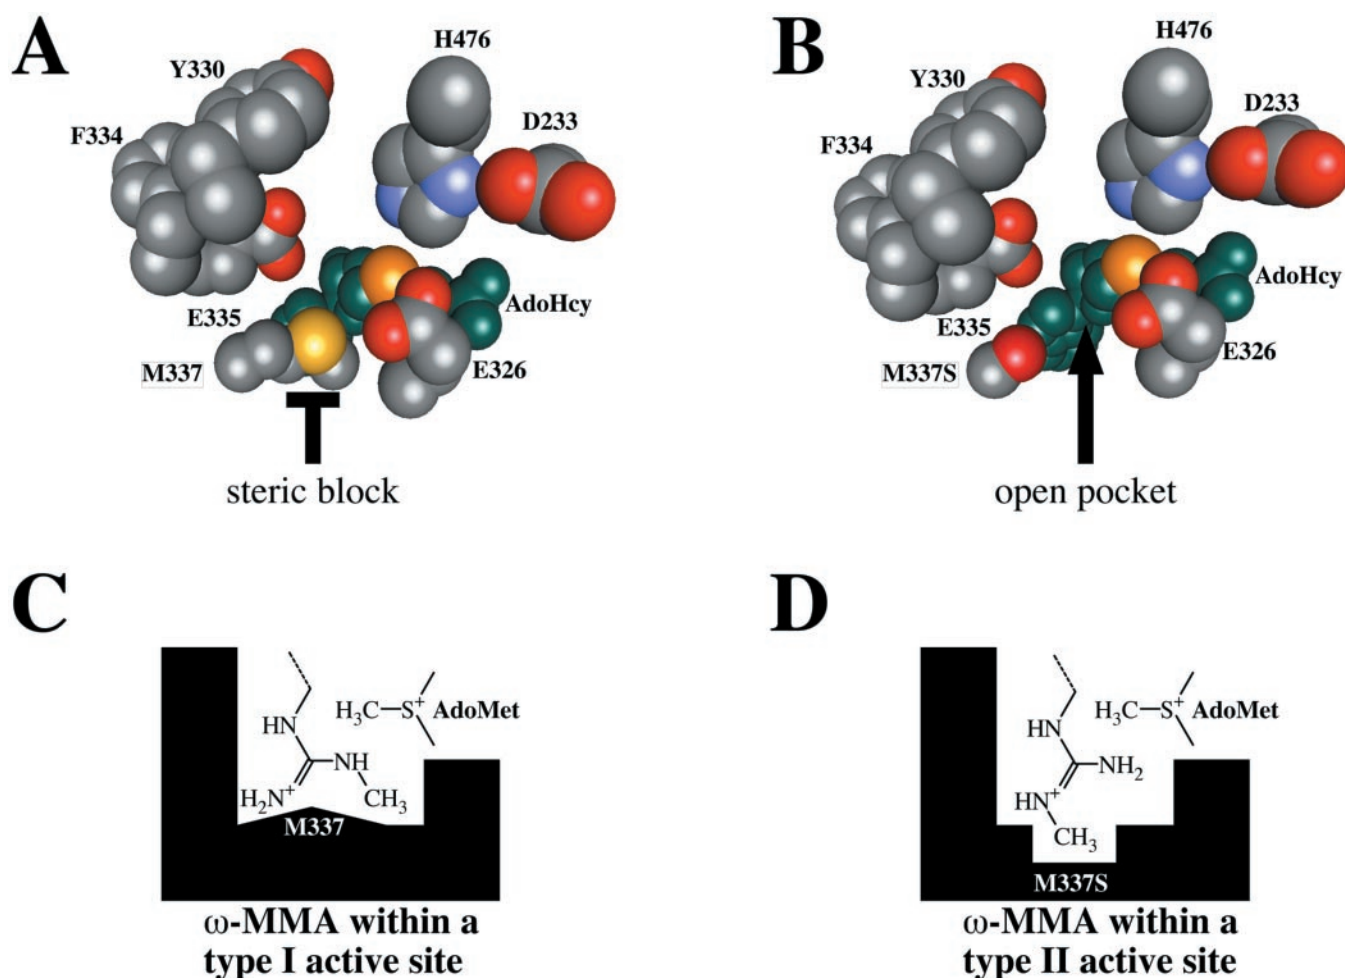 A
H476
Y330
D233
F334
E335
AdoHcy
M337
E326
steric block
B
H476
Y330
D233
F334
E335
AdoHcy
M337S
E326
open pocket
C
HN
H₃C—S⁺ AdoMet
NH
H₂N⁺
CH₃
M337
ω-MMA within a
type I active site
D
HN
H₃C—S⁺ AdoMet
NH₂
HN⁺
CH₃
M337S
ω-MMA within a
type II active site